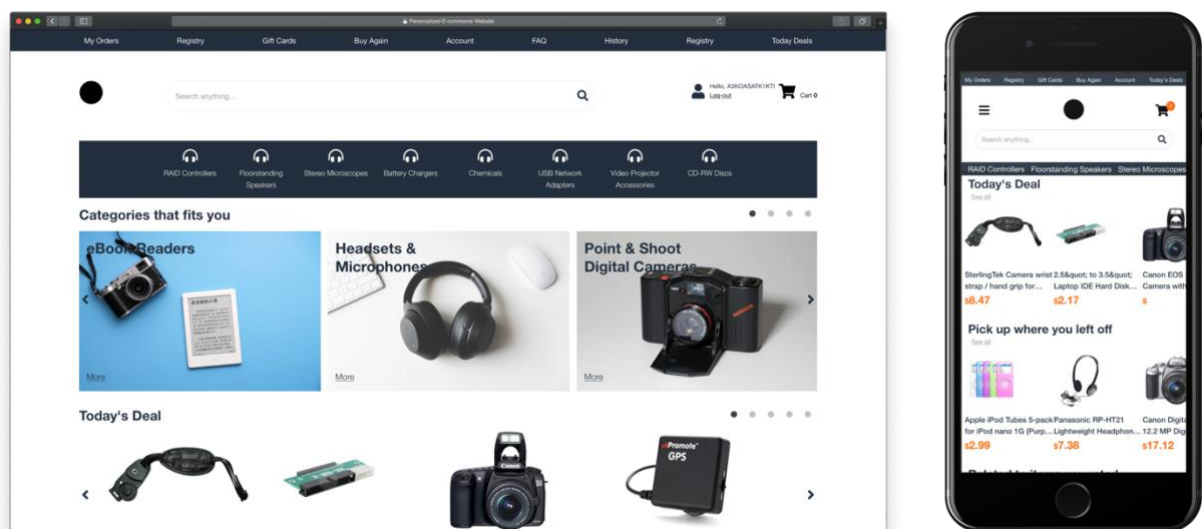 Personalized E-commerce Website
My Orders Registry Gift Cards Buy Again Account FAQ History Registry Today Deals
Search anything...
Hello, A3KOASATK1KTI
Log-out
Cart 0
RAID Controllers Floorstanding Speakers Stereo Microscopes Battery Chargers Chemicals USB Network Adapters Video Projector Accessories CD-RW Discs
Categories that fits you
eBook Readers
More
Headsets &
Microphones
More
Point & Shoot
Digital Cameras
More
Today's Deal
Canon
Promote
GPS
My Orders Registry Gift Cards Buy Again Account Today's Deals
Search anything...
RAID Controllers Floorstanding Speakers Stereo Microscopes
Today's Deal
See all
SterlingTek Camera wrist
strap / hand grip for...
$8.47
2.5&quot; to 3.5&quot;
Laptop IDE Hard Disk...
$2.17
Canon EOS
Camera with
$
Pick up where you left off
See all
Apple iPod Tubes 5-pack
for iPod nano 1G (Purp...
$2.99
Panasonic RP-HT21
Lightweight Headphon...
$7.38
Canon Digita
12.2 MP Dig
$17.12